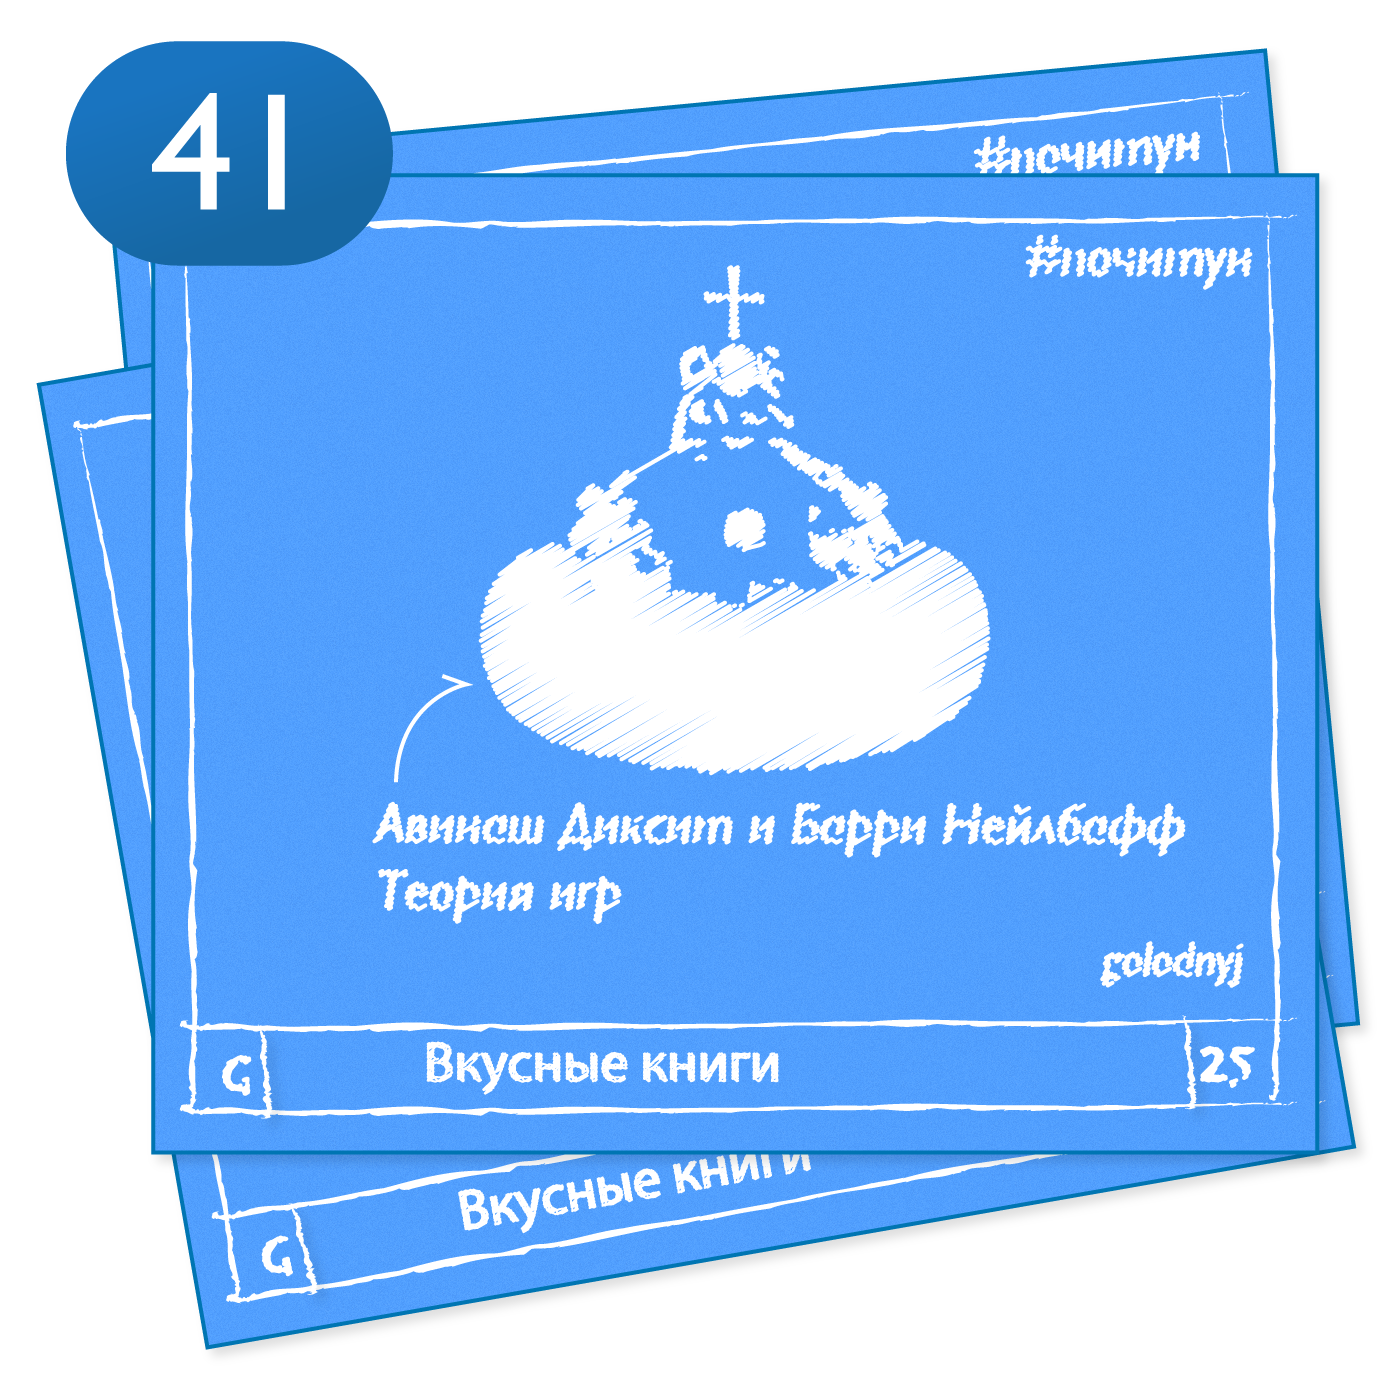 41
#почитун
#почитун
Авинаш Диксит и Барри Нейлбафф
Теория игр
golodnyj
G
Вкусные книги
25
Вкусные книги
G